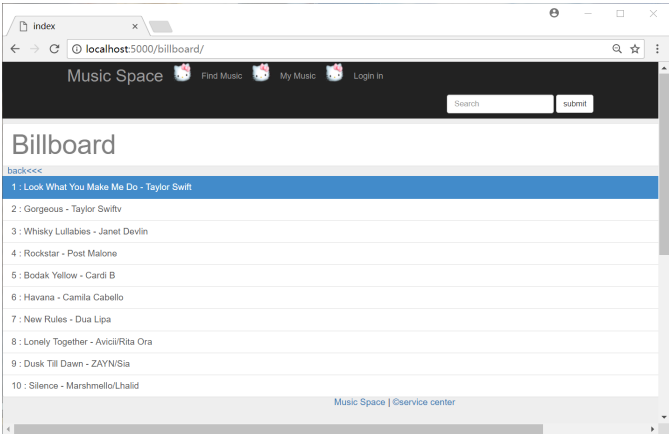 index
localhost:5000/billboard/
Music Space Find Music My Music Login in
Search submit
Billboard
back<<<
1 : Look What You Make Me Do - Taylor Swift
2 : Gorgeous - Taylor Swiftv
3 : Whisky Lullabies - Janet Devlin
4 : Rockstar - Post Malone
5 : Bodak Yellow - Cardi B
6 : Havana - Camila Cabello
7 : New Rules - Dua Lipa
8 : Lonely Together - Avicii/Rita Ora
9 : Dusk Till Dawn - ZAYN/Sia
10 : Silence - Marshmello/Lhalid
Music Space | ©service center